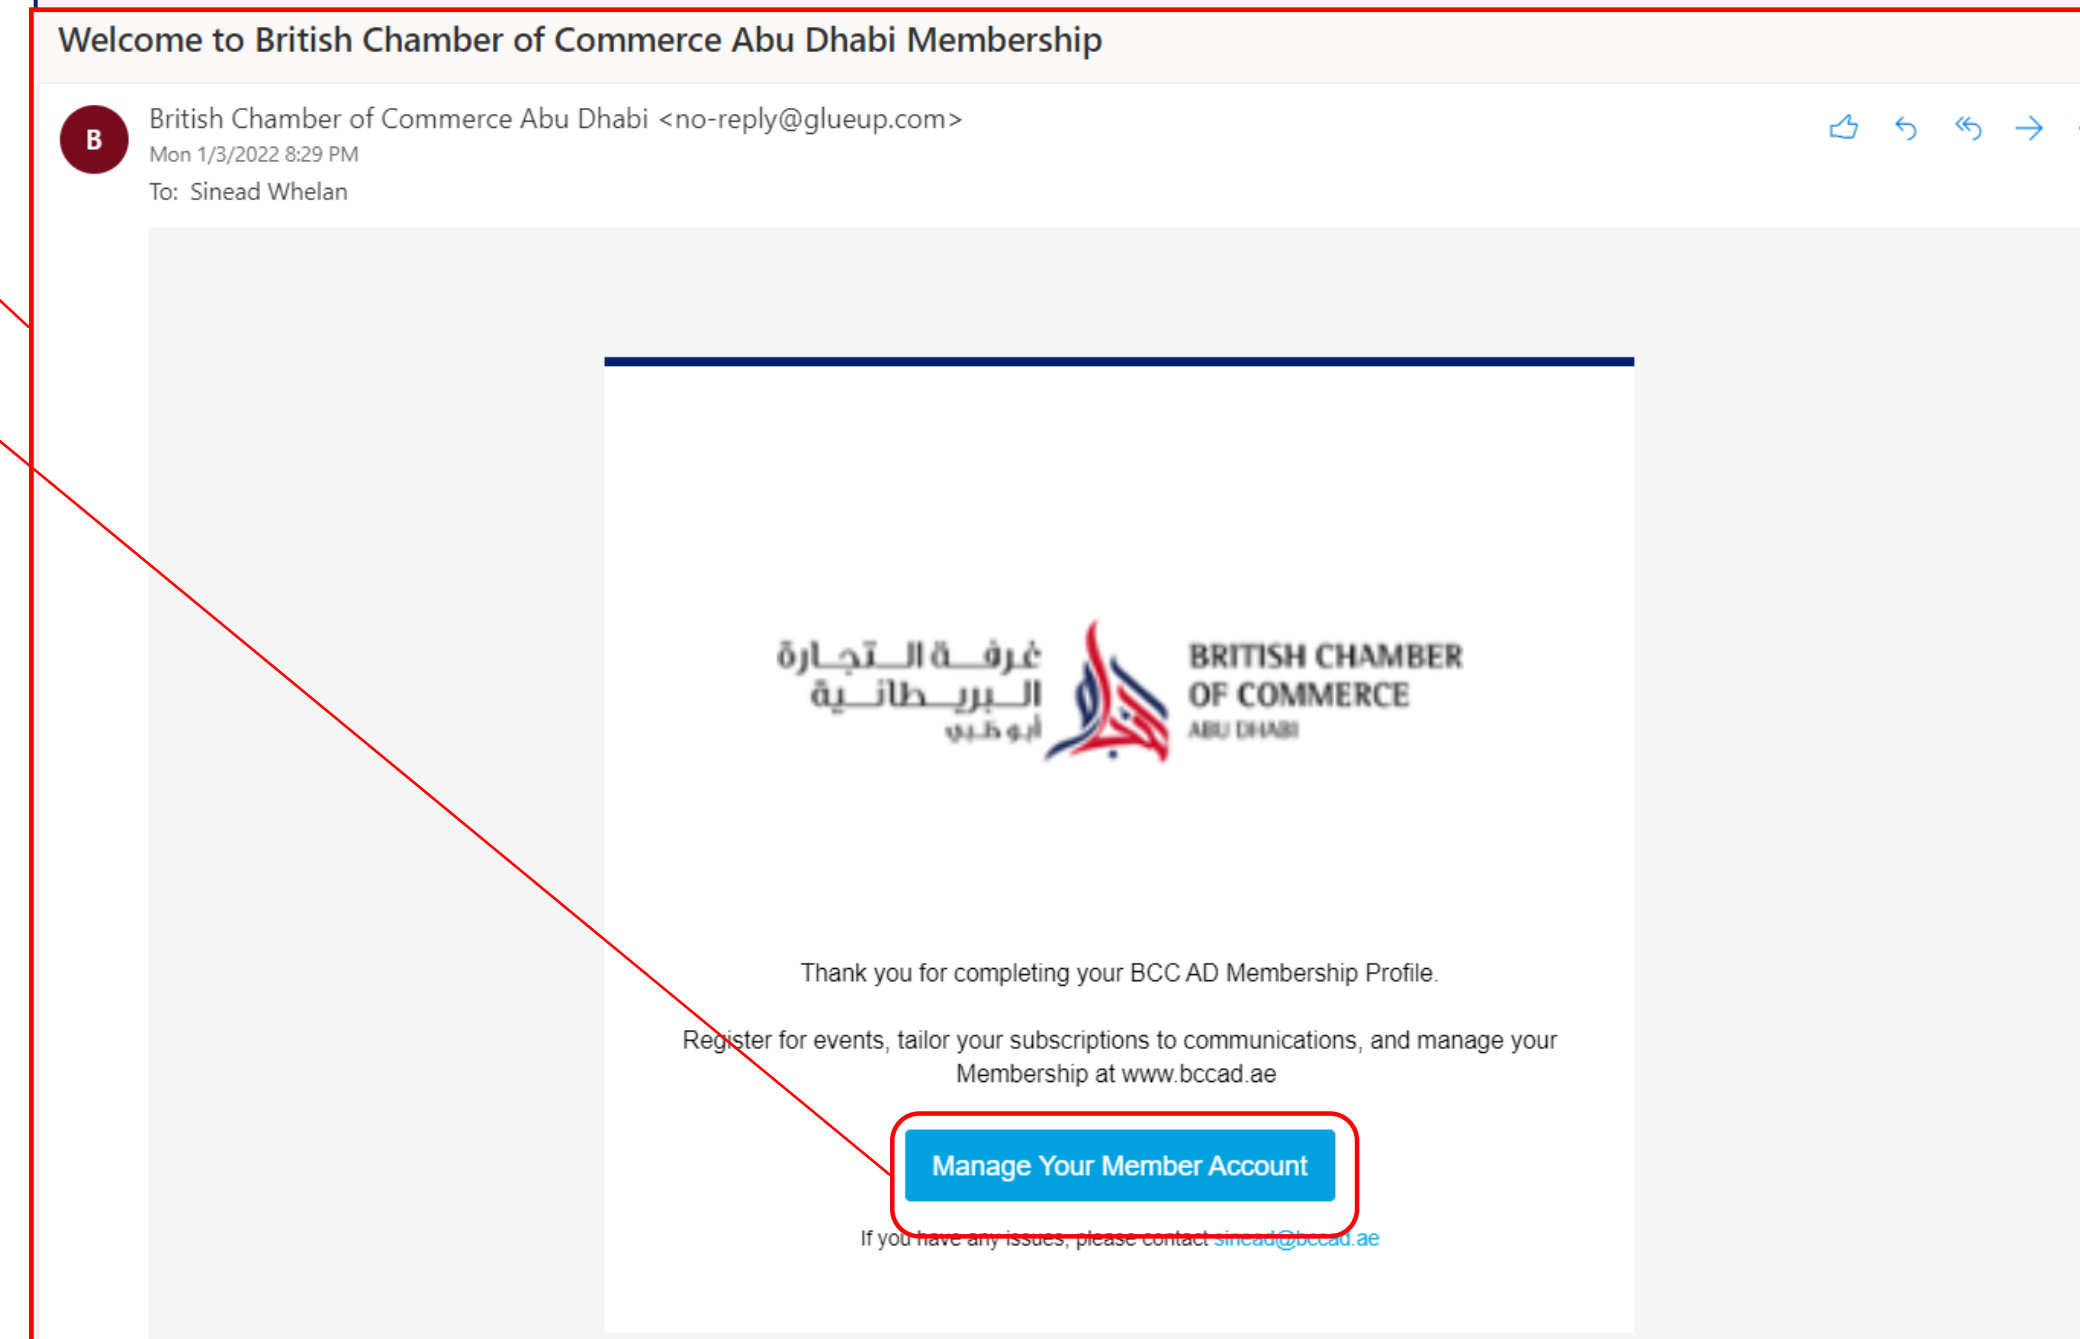 Welcome to British Chamber of Commerce Abu Dhabi Membership
B
British Chamber of Commerce Abu Dhabi <no-reply@glueup.com>
Mon 1/3/2022 8:29 PM
To: Sinead Whelan
غرفة التجارة
البريطانية
أبوظبي
BRITISH CHAMBER
OF COMMERCE
ABU DHABI
Thank you for completing your BCC AD Membership Profile.
Register for events, tailor your subscriptions to communications, and manage your
Membership at www.bccad.ae
Manage Your Member Account
If you have any issues, please contact sinead@bccad.ae